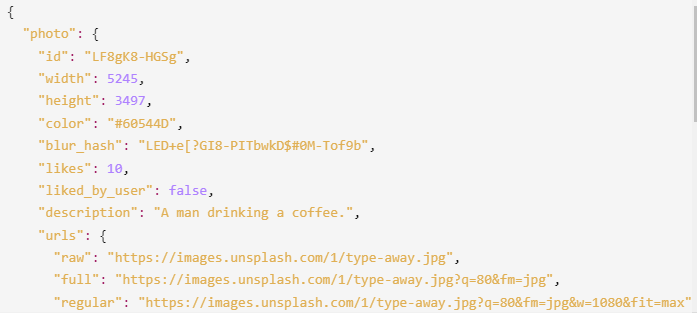 {
"photo": {
"id": "LF8gK8-HGSg",
"width": 5245,
"height": 3497,
"color": "#60544D",
"blur_hash": "LED+e[?GI8-PITbwkD$#0M-Tof9b",
"likes": 10,
"liked_by_user": false,
"description": "A man drinking a coffee.",
"urls": {
"raw": "https://images.unsplash.com/1/type-away.jpg",
"full": "https://images.unsplash.com/1/type-away.jpg?q=80&fm=jpg",
"regular": "https://images.unsplash.com/1/type-away.jpg?q=80&fm=jpg&w=1080&fit=max"